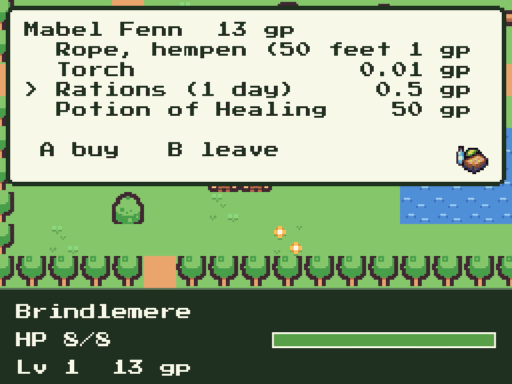 Mabel Fenn 13 gp
Rope, hempen (50 feet 1 gp
Torch 0.01 gp
> Rations (1 day) 0.5 gp
Potion of Healing 50 gp
A buy B leave
Brindlemere
HP 8/8
Lv 1 13 gp